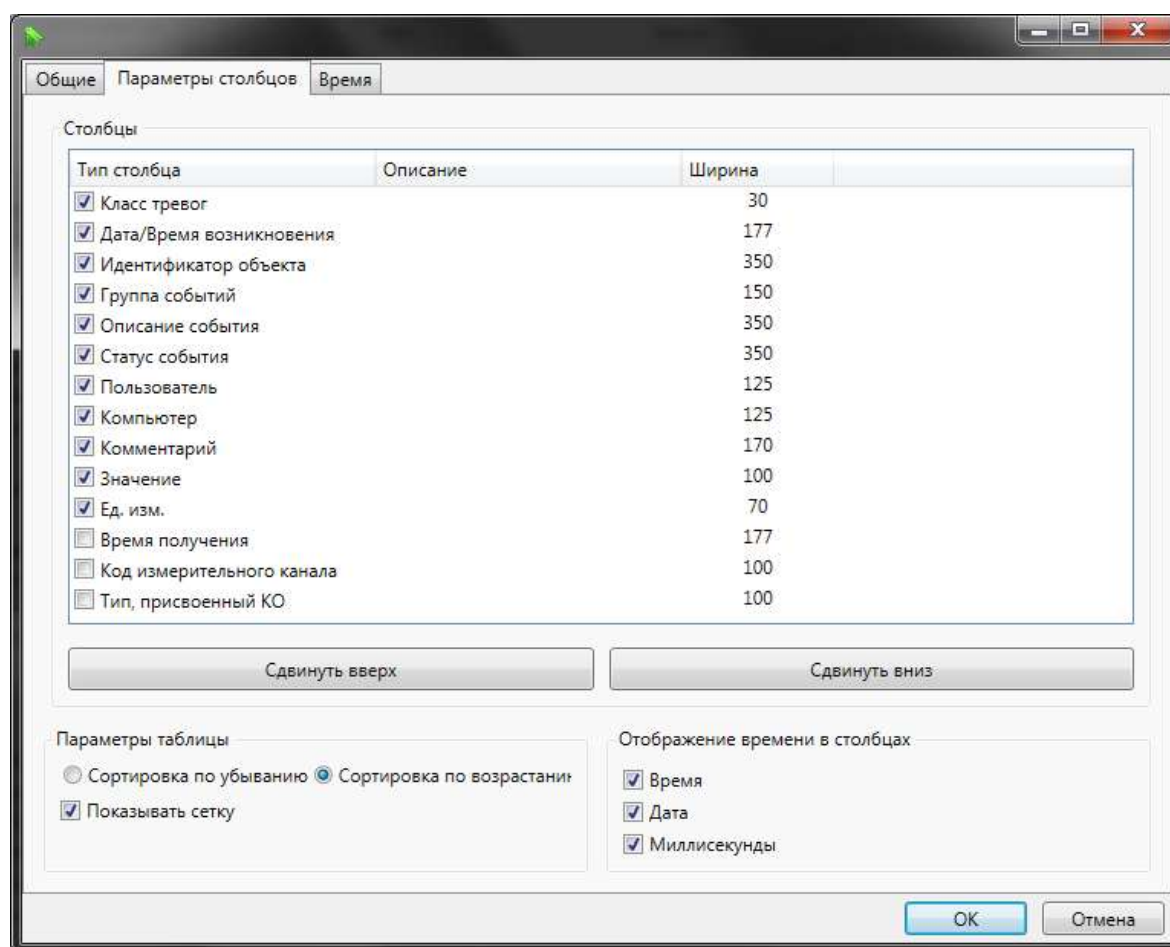 Общие Параметры столбцов Время
Столбцы
Тип столбца Описание Ширина
Класс тревог 30
Дата/Время возникновения 177
Идентификатор объекта 350
Группа событий 150
Описание события 350
Статус события 350
Пользователь 125
Компьютер 125
Комментарий 170
Значение 100
Ед. изм. 70
Время получения 177
Код измерительного канала 100
Тип, присвоенный КО 100
Сдвинуть вверх Сдвинуть вниз
Параметры таблицы Отображение времени в столбцах
Сортировка по убыванию Сортировка по возрастани
Время
Показывать сетку Дата
Миллисекунды
OK Отмена